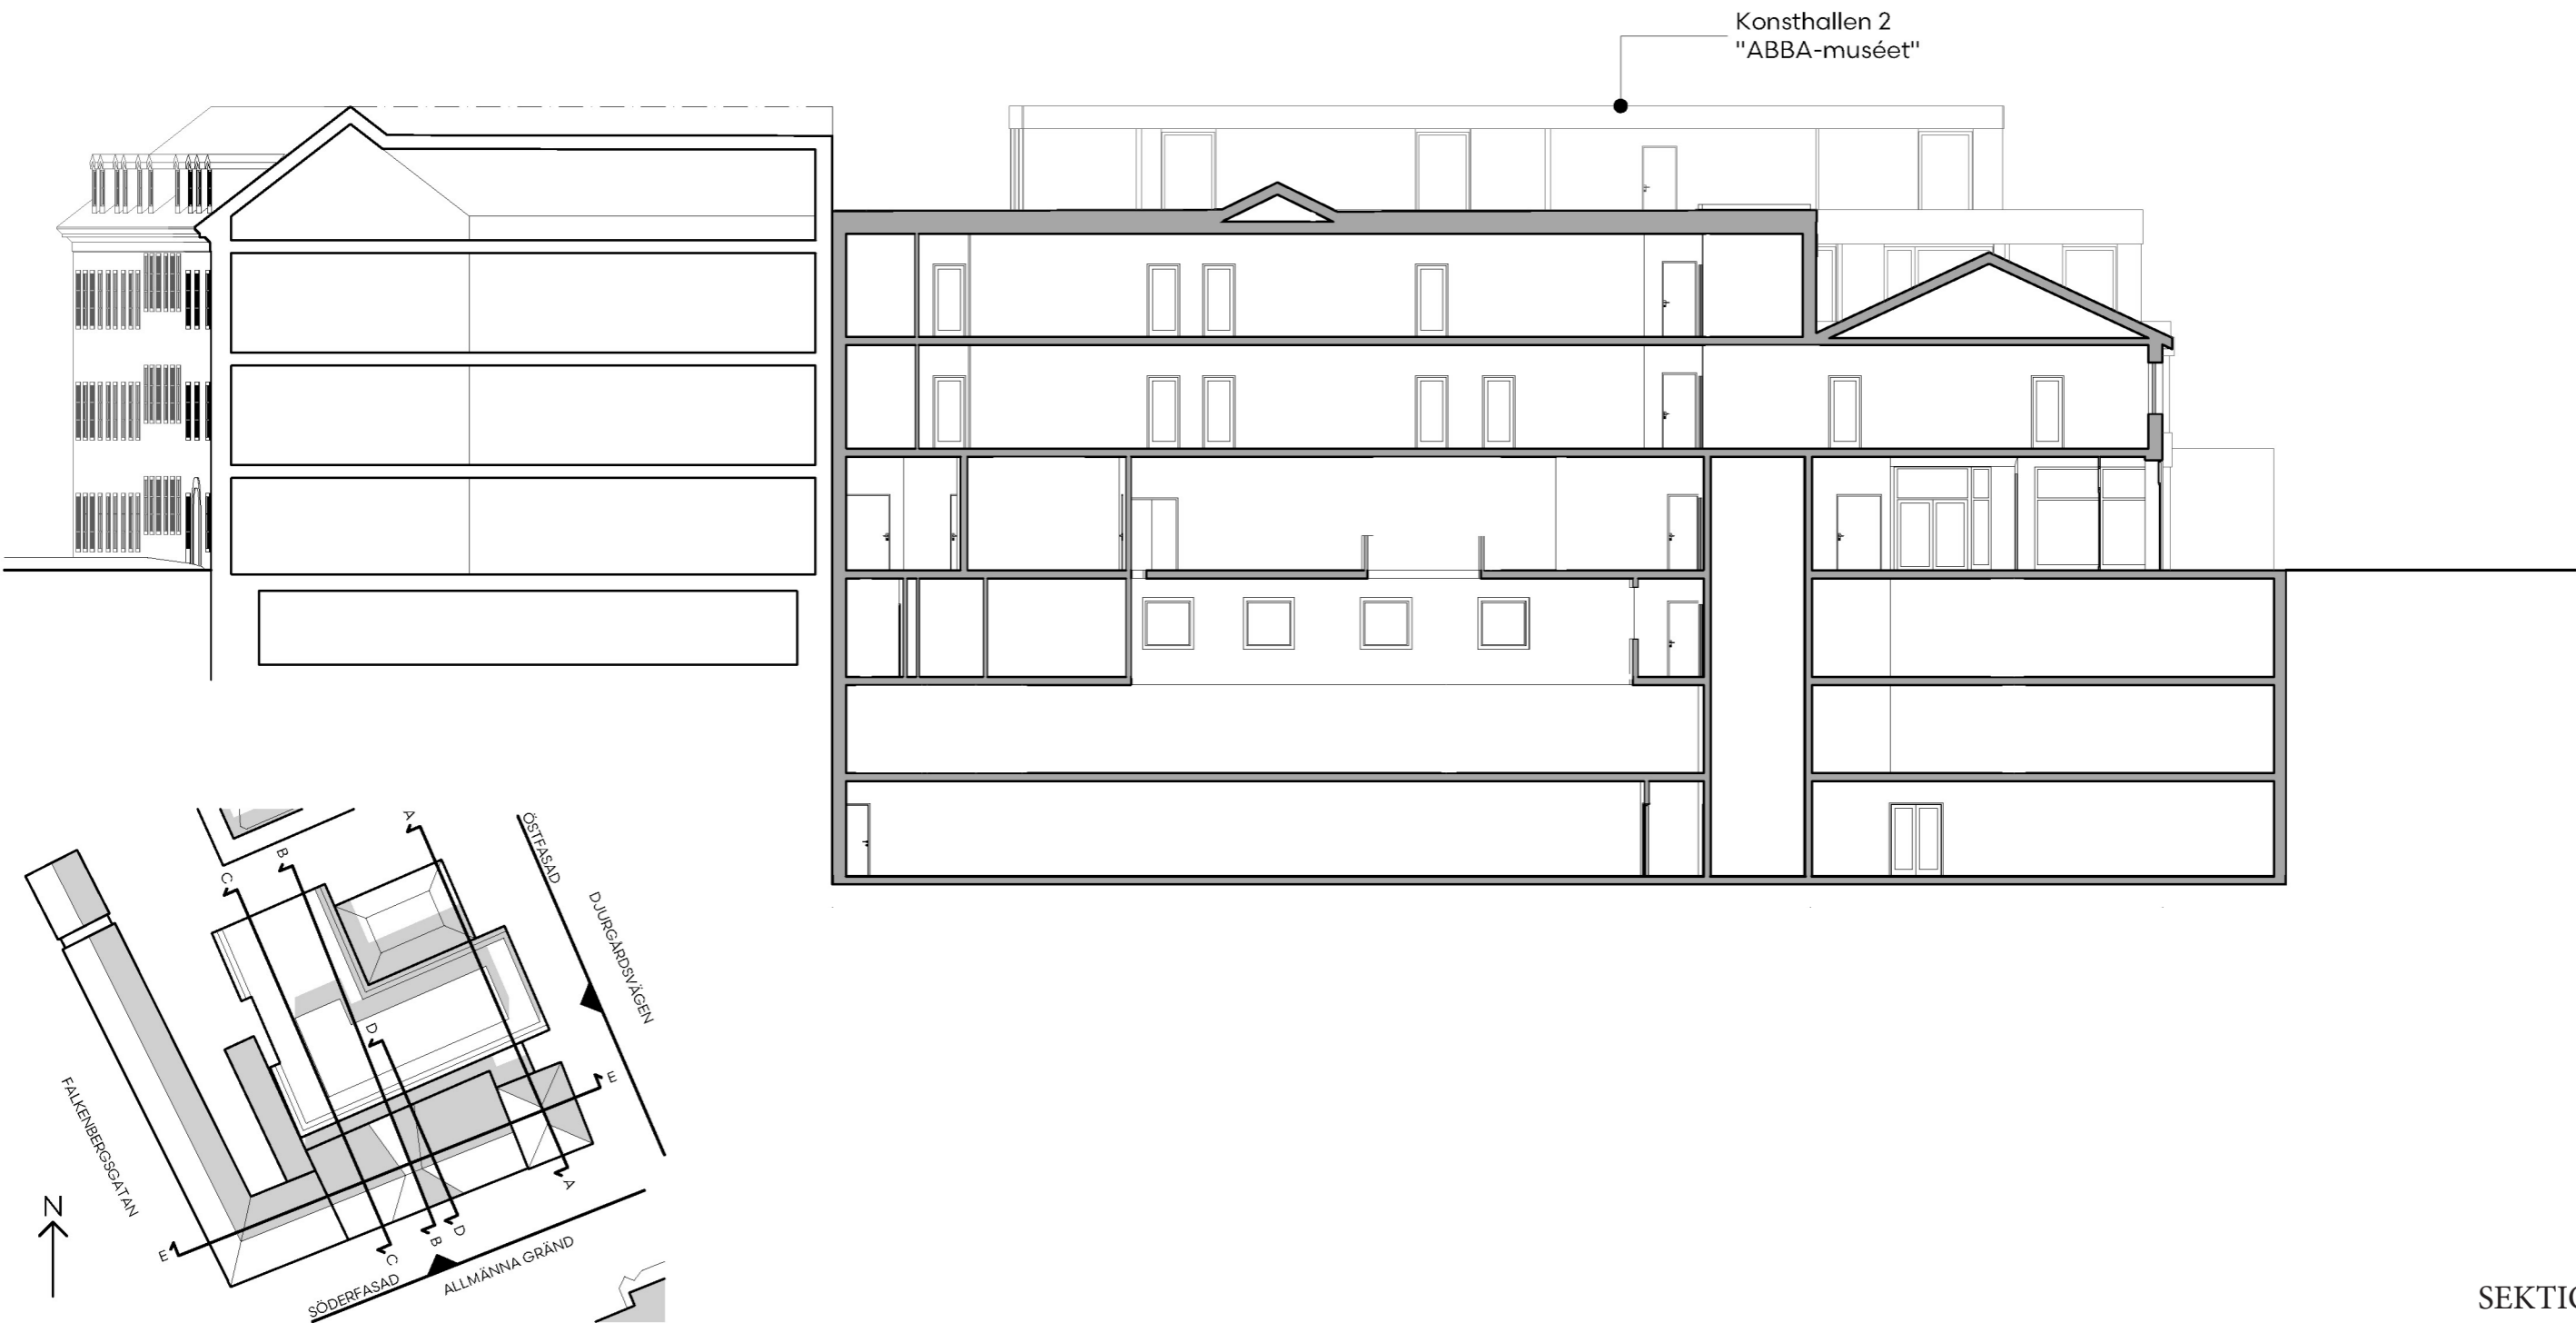 Konsthallen 2
"ABBA-muséet"
A
ÖSTFASAD
B
C
DJURGÅRDSVÄGEN
D
E
FALKENBERGSGATAN
A
N
D
B
E
C
ALLMÄNNA GRÄND
SÖDERFASAD